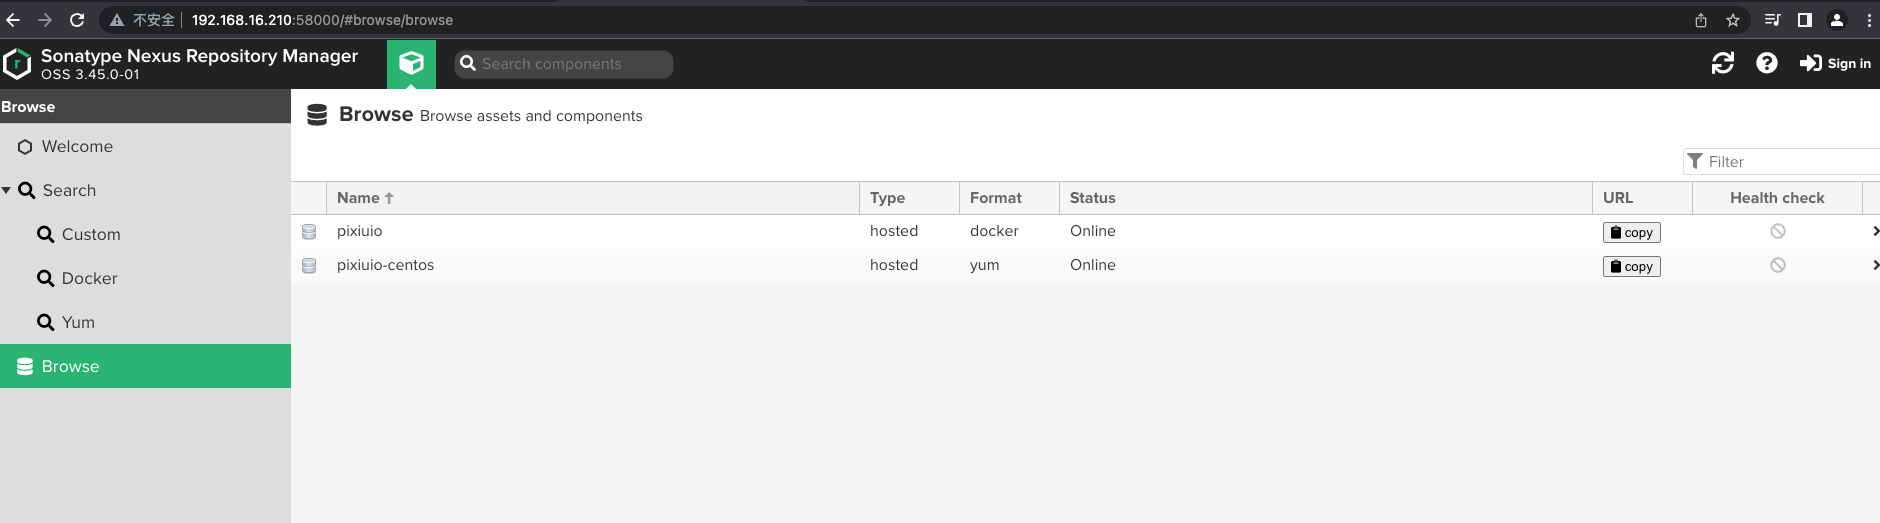 不安全 192.168.16.210:58000/#browse/browse
Sonatype Nexus Repository Manager
OSS 3.45.0-01
Search components
Sign in
Browse
Welcome
Search
Custom
Docker
Yum
Browse
Browse Browse assets and components
Filter
Name Type Format Status URL Health check
pixiuio hosted docker Online copy
pixiuio-centos hosted yum Online copy